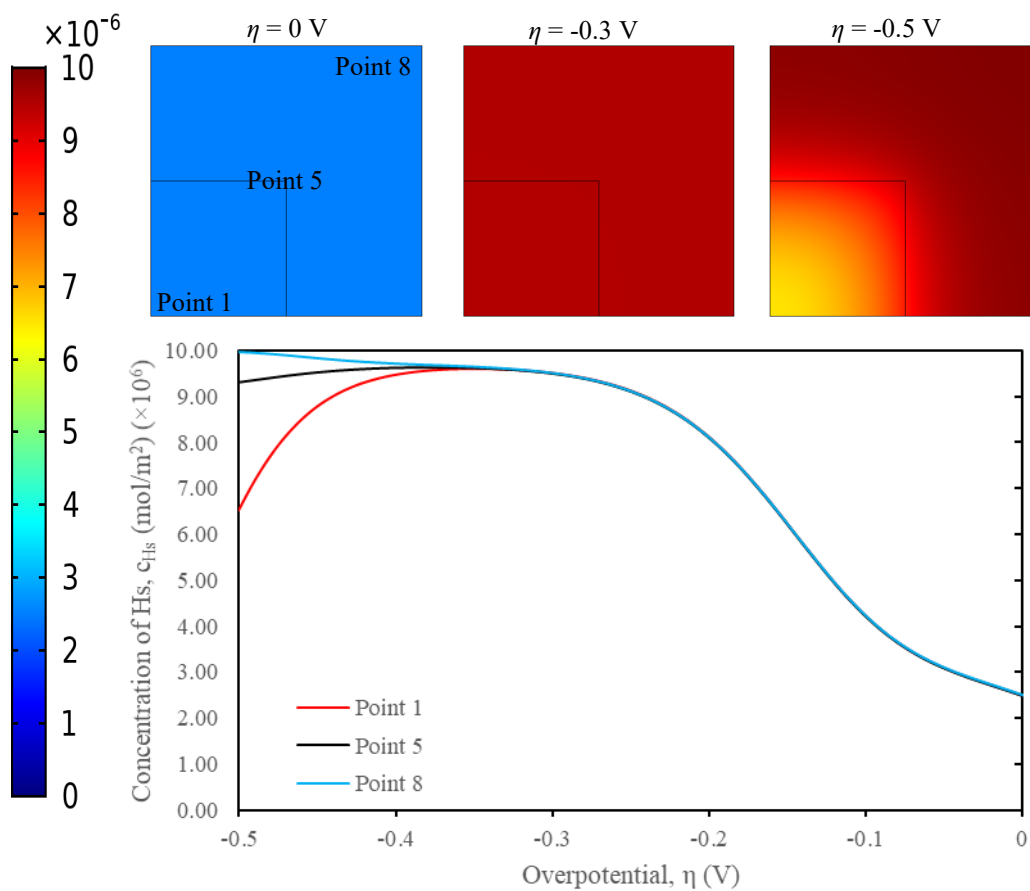 ×10⁻⁶
η = 0 V
η = -0.3 V
η = -0.5 V
10
9
8
7
6
5
4
3
2
1
0
Point 8
Point 5
Point 1
Concentration of Hs, c_Hs (mol/m²) (×10⁶)
10.00
9.00
8.00
7.00
6.00
5.00
4.00
3.00
2.00
1.00
0.00
Point 1
Point 5
Point 8
-0.5
-0.4
-0.3
-0.2
-0.1
0
Overpotential, η (V)